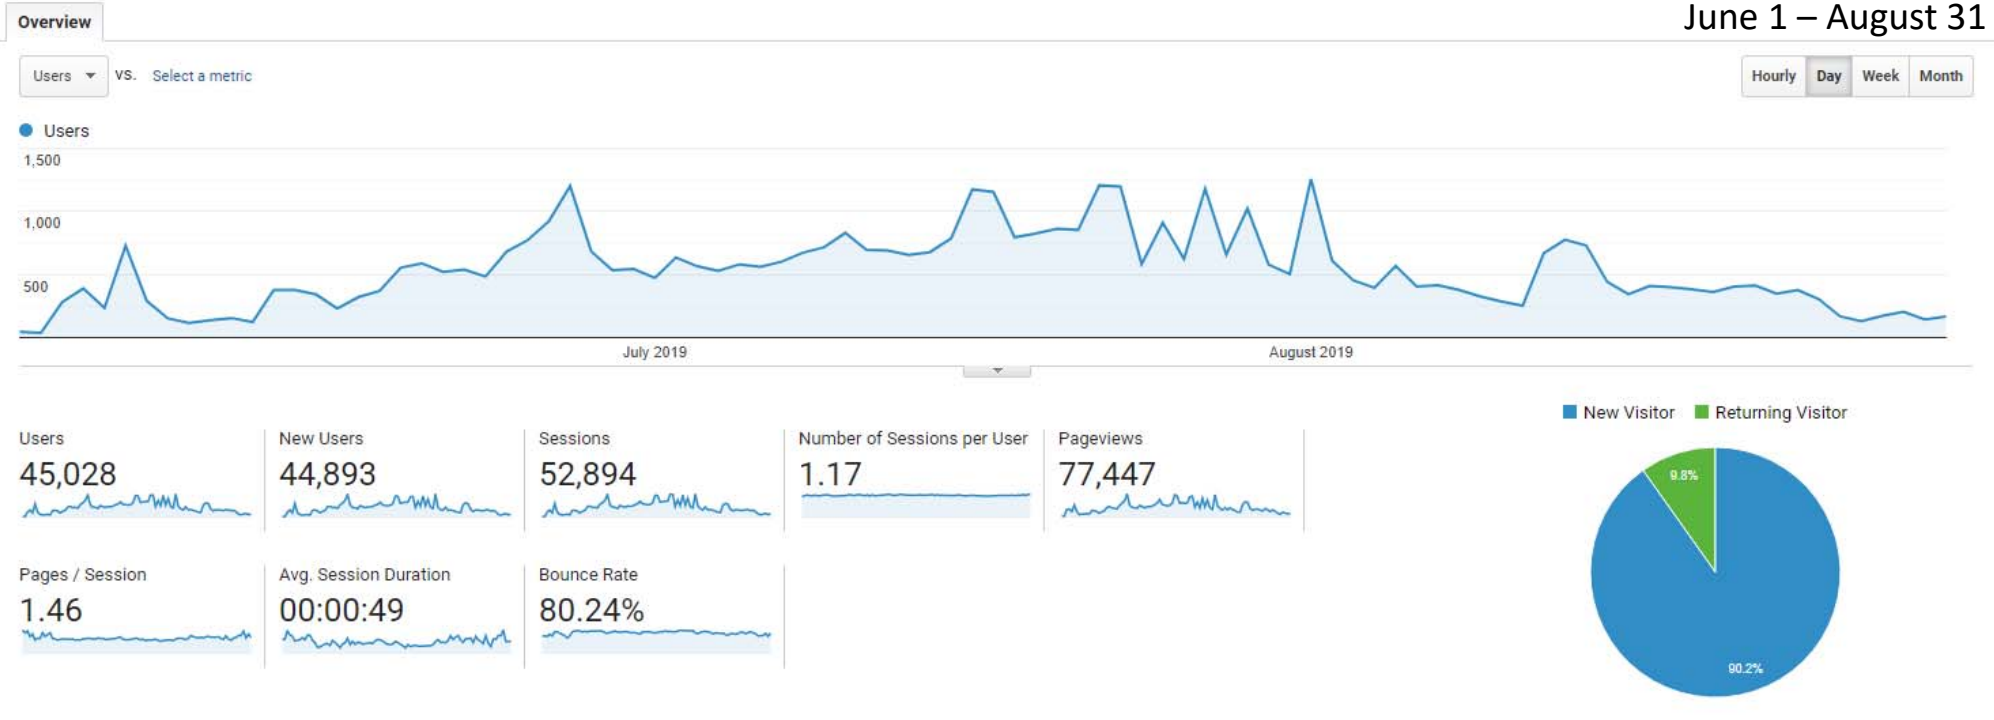 Overview
June 1 – August 31
Users VS. Select a metric
Hourly Day Week Month
Users
1,500
1,000
500
July 2019 August 2019
New Visitor Returning Visitor
Users New Users Sessions Number of Sessions per User Pageviews
45,028 44,893 52,894 1.17 77,447
9.8%
Pages / Session Avg. Session Duration Bounce Rate
1.46 00:00:49 80.24%
90.2%